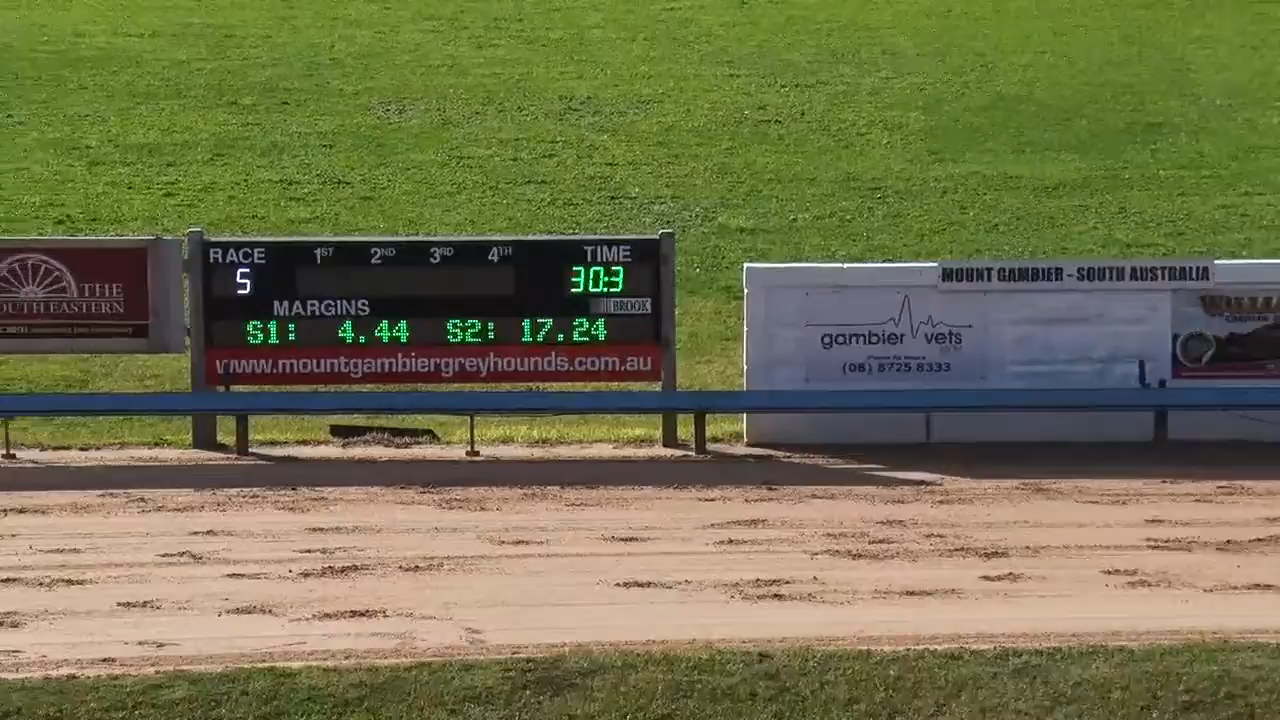 THE
SOUTH EASTERN
RACE 1ST 2ND 3RD 4TH TIME
5 30:3
MARGINS BROOK
S1: 4.44 S2: 17.24
www.mountgambiergreyhounds.com.au
MOUNT GAMBIER - SOUTH AUSTRALIA
gambier vets
(08) 8725 8333